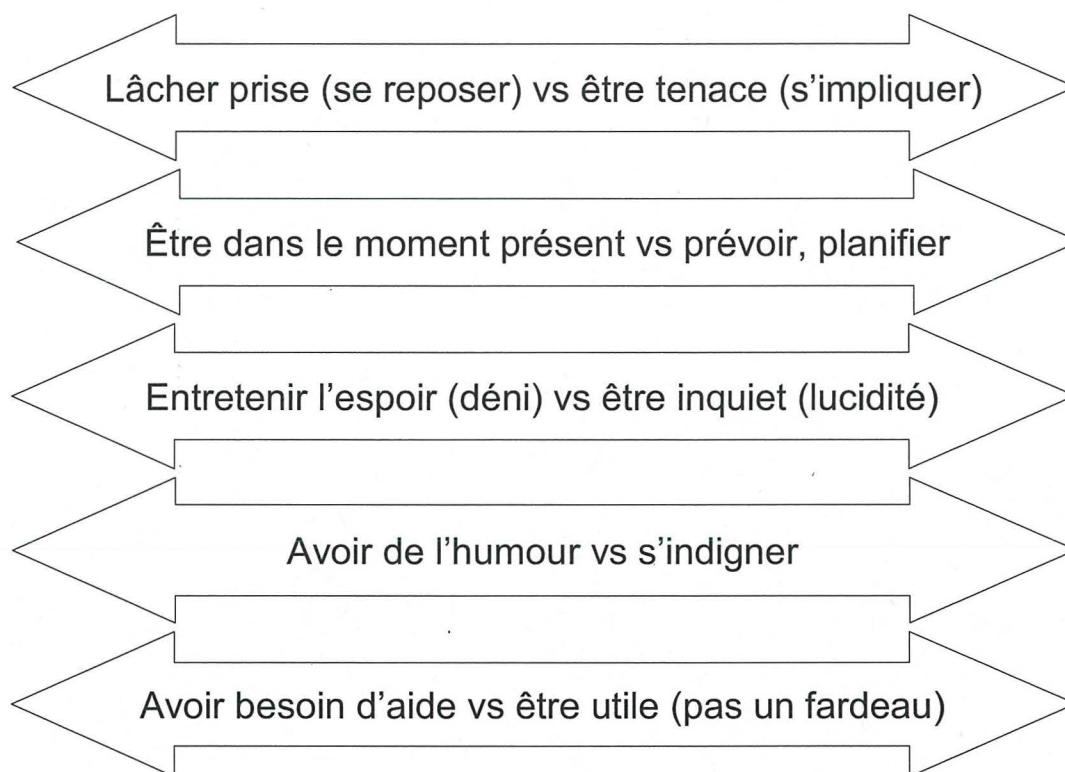 Lâcher prise (se reposer) vs être tenace (s'impliquer)
Être dans le moment présent vs prévoir, planifier
Entretenir l'espoir (déni) vs être inquiet (lucidité)
Avoir de l'humour vs s'indigner
Avoir besoin d'aide vs être utile (pas un fardeau)